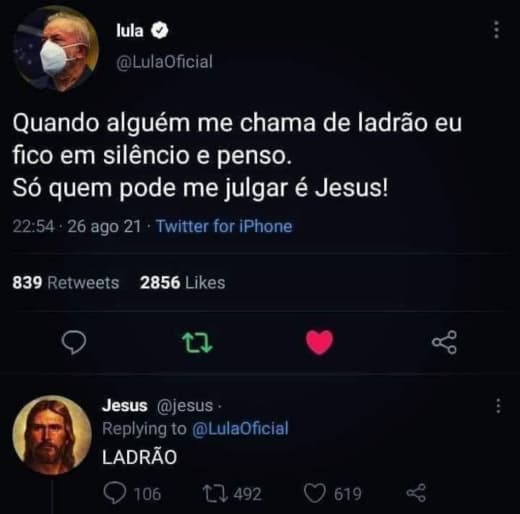 lula
@LulaOficial
Quando alguém me chama de ladrão eu
fico em silêncio e penso.
Só quem pode me julgar é Jesus!
22:54 · 26 ago 21 · Twitter for iPhone
839 Retweets 2856 Likes
Jesus @jesus ·
Replying to @LulaOficial
LADRÃO
106 492 619